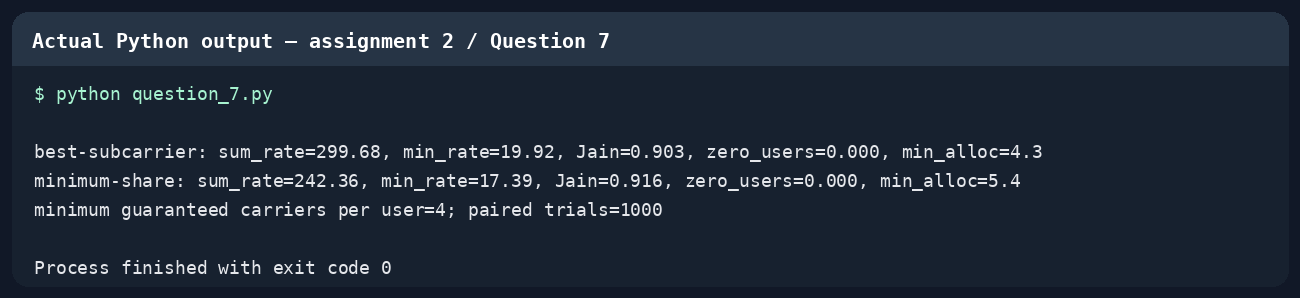 Actual Python output — assignment 2 / Question 7
$ python question_7.py
best-subcarrier: sum_rate=299.68, min_rate=19.92, Jain=0.903, zero_users=0.000, min_alloc=4.3
minimum-share: sum_rate=242.36, min_rate=17.39, Jain=0.916, zero_users=0.000, min_alloc=5.4
minimum guaranteed carriers per user=4; paired trials=1000
Process finished with exit code 0